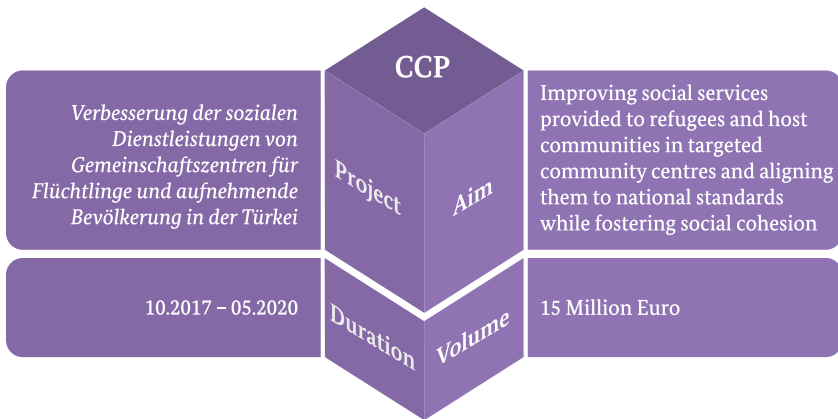 CCP
Verbesserung der sozialen
Dienstleistungen von
Gemeinschaftszentren für
Flüchtlinge und aufnehmende
Bevölkerung in der Türkei
Project
Aim
Improving social services
provided to refugees and host
communities in targeted
community centres and aligning
them to national standards
while fostering social cohesion
10.2017 – 05.2020
Duration
Volume
15 Million Euro